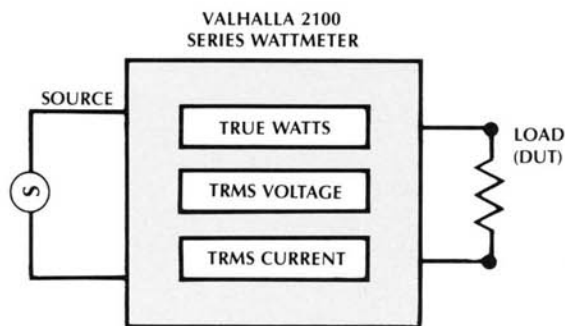 VALHALLA 2100
SERIES WATTMETER
SOURCE
S
TRUE WATTS
TRMS VOLTAGE
TRMS CURRENT
LOAD
(DUT)